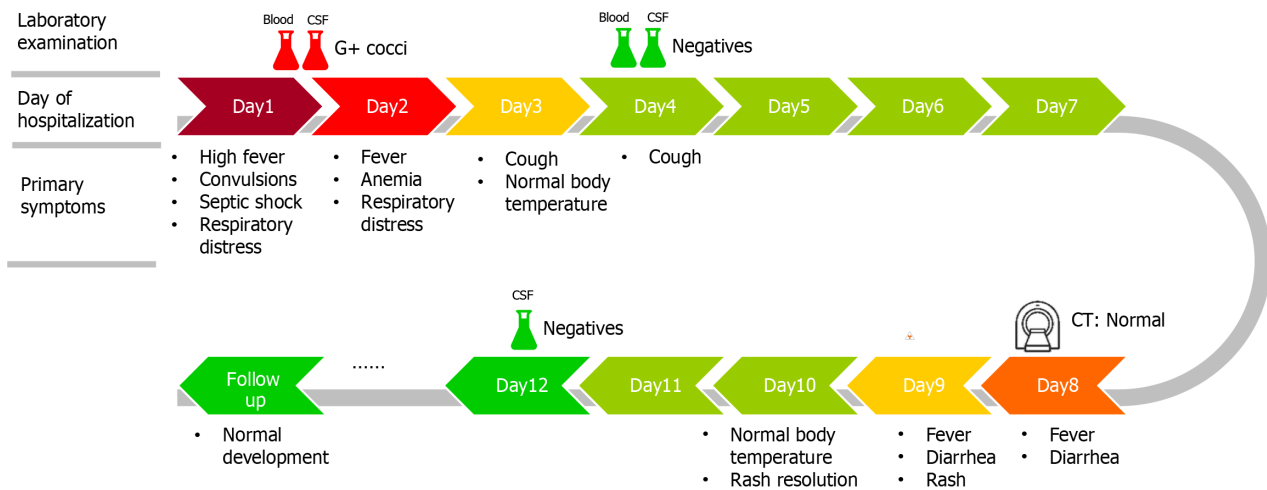 Laboratory
examination
Blood
CSF
G+ cocci
Blood
CSF
Negatives
Day of
hospitalization
Day1
Day2
Day3
Day4
Day5
Day6
Day7
Primary
symptoms
• High fever
• Convulsions
• Septic shock
• Respiratory
distress
• Fever
• Anemia
• Respiratory
distress
• Cough
• Normal body
temperature
• Cough
CSF
Negatives
CT: Normal
Follow
up
......
Day12
Day11
Day10
Day9
Day8
• Normal
development
• Normal body
temperature
• Rash resolution
• Fever
• Diarrhea
• Rash
• Fever
• Diarrhea